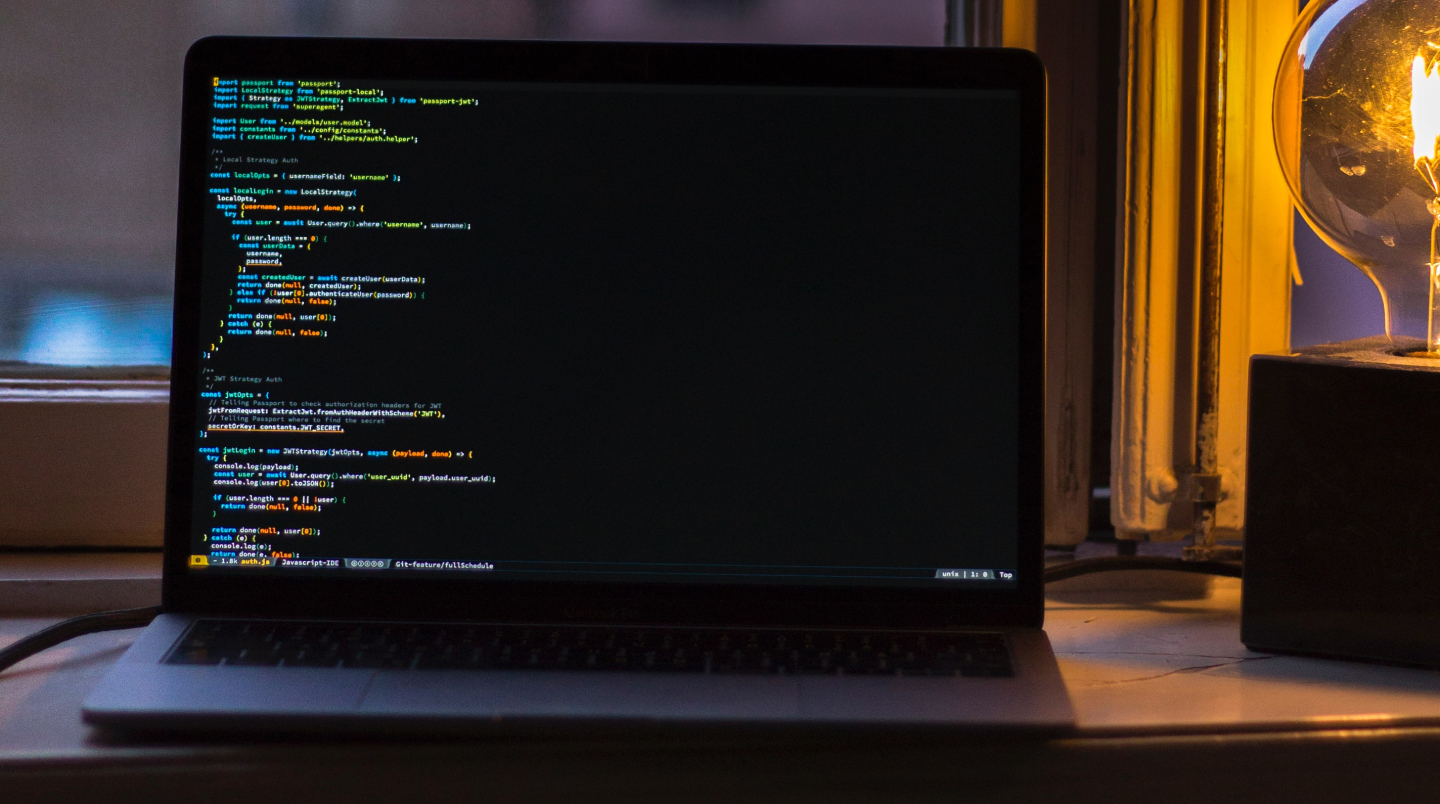 import passport from 'passport';
import LocalStrategy from 'passport-local';
import { Strategy as JWTStrategy, ExtractJwt } from 'passport-jwt';
import request from 'superagent';
import User from '../models/user.model';
import constants from '../config/constants';
import { createUser } from '../helpers/auth.helper';
/**
* Local Strategy Auth
*/
const localOpts = { usernameField: 'username' };
const localLogin = new LocalStrategy(
localOpts,
async (username, password, done) => {
try {
const user = await User.query().where('username', username);
if (user.length === 0) {
const userData = {
username,
password,
};
const createdUser = await createUser(userData);
return done(null, createdUser);
} else if (!user[0].authenticateUser(password)) {
return done(null, false);
}
return done(null, user[0]);
} catch (e) {
return done(null, false);
}
},
);
/**
* JWT Strategy Auth
*/
const jwtOpts = {
// Telling Passport to check authorization headers for JWT
jwtFromRequest: ExtractJwt.fromAuthHeaderWithScheme('JWT'),
// Telling Passport where to find the secret
secretOrKey: constants.JWT_SECRET,
};
const jwtLogin = new JWTStrategy(jwtOpts, async (payload, done) => {
try {
console.log(payload);
const user = await User.query().where('user_uuid', payload.user_uuid);
console.log(user[0].toJSON());
if (user.length === 0 || !user) {
return done(null, false);
}
return done(null, user[0]);
} catch (e) {
console.log(e);
return done(e, false);
- 1.8k auth.js Javascript-IDE Git-feature/fullSchedule unix | 1: 0 Top